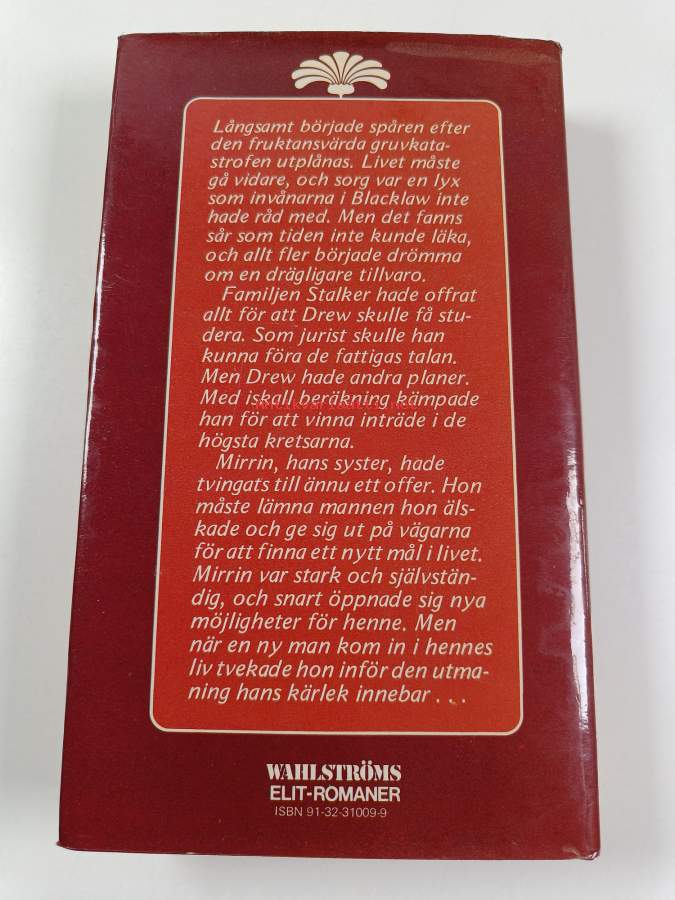 Långsamt började spåren efter
den fruktansvärda gruvkata-
strofen utplånas. Livet måste
gå vidare, och sorg var en lyx
som invånarna i Blacklaw inte
hade råd med. Men det fanns
sår som tiden inte kunde läka,
och allt fler började drömma
om en drägligare tillvaro.
Familjen Stalker hade offrat
allt för att Drew skulle få stu-
dera. Som jurist skulle han
kunna föra de fattigas talan.
Men Drew hade andra planer.
Med iskall beräkning kämpade
han för att vinna inträde i de
högsta kretsarna.
Mirrin, hans syster, hade
tvingats till ännu ett offer. Hon
måste lämna mannen hon äls-
kade och ge sig ut på vägarna
för att finna ett nytt mål i livet.
Mirrin var stark och självstän-
dig, och snart öppnade sig nya
möjligheter för henne. Men
när en ny man kom in i hennes
liv tvekade hon inför den utma-
ning hans kärlek innebar . . .
WAHLSTRÖMS
ELIT-ROMANER
ISBN 91-32-31009-9